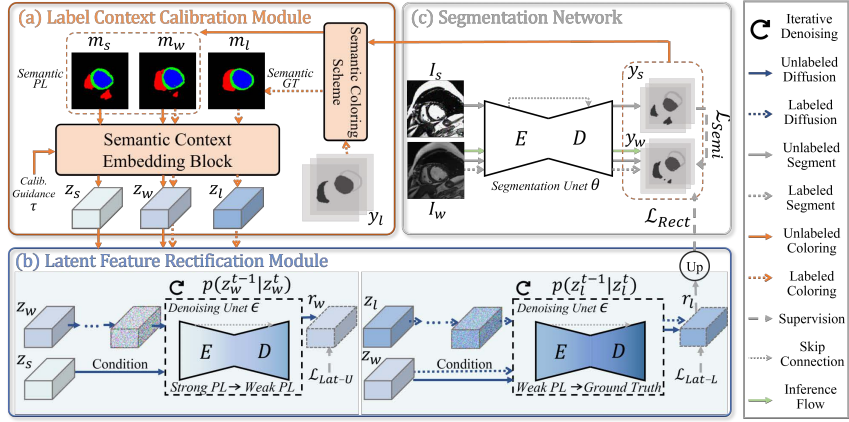 (a) Label Context Calibration Module
m_s
m_w
m_l
Semantic
PL
Semantic
GT
Semantic Coloring
Scheme
Semantic Context
Embedding Block
Calib.
Guidance
τ
z_s
z_w
z_l
y_l
(c) Segmentation Network
I_s
I_w
E
D
Segmentation Unet θ
y_s
y_w
ℒ_Semi
ℒ_Rect
Up
(b) Latent Feature Rectification Module
z_w
z_s
Condition
p(z_w^{t-1}|z_w^t)
Denoising Unet ϵ
E
D
Strong PL → Weak PL
r_w
ℒ_Lat-U
z_l
z_w
Condition
p(z_l^{t-1}|z_l^t)
Denoising Unet ϵ
E
D
Weak PL → Ground Truth
r_l
ℒ_Lat-L
Iterative
Denoising
Unlabeled
Diffusion
Labeled
Diffusion
Unlabeled
Segment
Labeled
Segment
Unlabeled
Coloring
Labeled
Coloring
Supervision
Skip
Connection
Inference
Flow